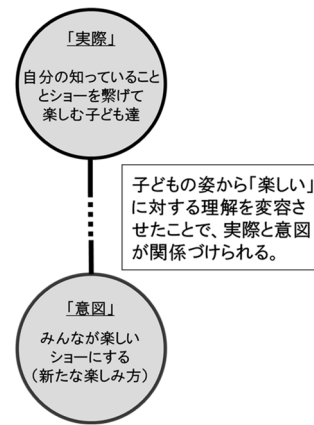 「実際」
自分の知っていること
とショーを繋げて
楽しむ子ども達
子どもの姿から「楽しい」
に対する理解を変容さ
せたことで、実際と意図
が関係づけられる。
「意図」
みんなが楽しい
ショーにする
（新たな楽しみ方）